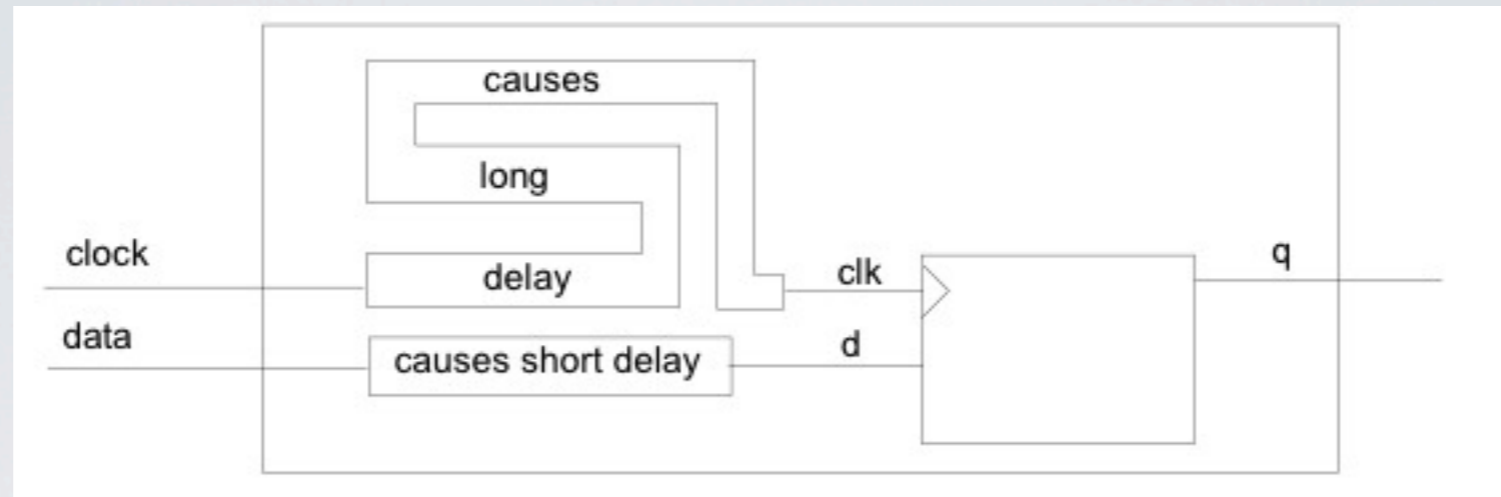 causes
long
clock
delay
clk
q
data
causes short delay
d